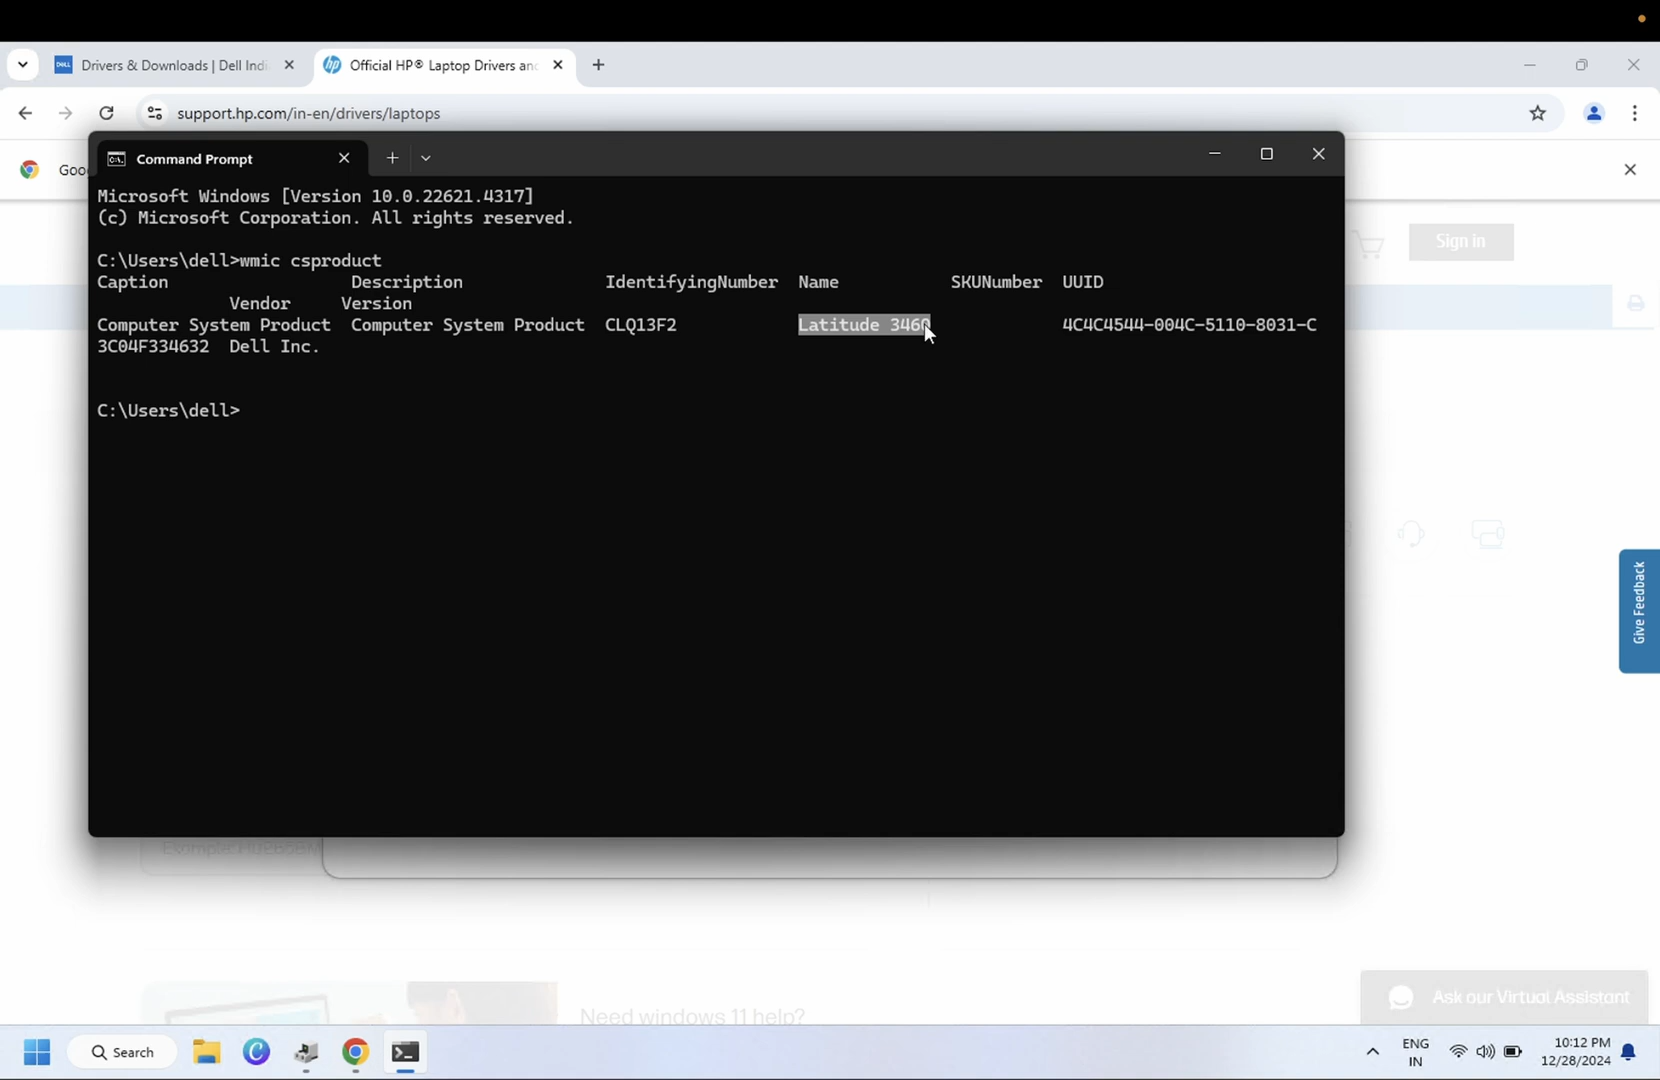 Drivers & Downloads | Dell Indi
Official HP® Laptop Drivers and
support.hp.com/in-en/drivers/laptops
Goo
Command Prompt
Sign in
Microsoft Windows [Version 10.0.22621.4317]
(c) Microsoft Corporation. All rights reserved.
C:\Users\dell>wmic csproduct
Caption Description IdentifyingNumber Name SKUNumber UUID
Vendor Version
Computer System Product Computer System Product CLQ13F2 Latitude 3460 4C4C4544-004C-5110-8031-C
3C04F334632 Dell Inc.
C:\Users\dell>
Give Feedback
Need windows 11 help?
Ask our Virtual Assistant
Search
ENG
IN
10:12 PM
12/28/2024